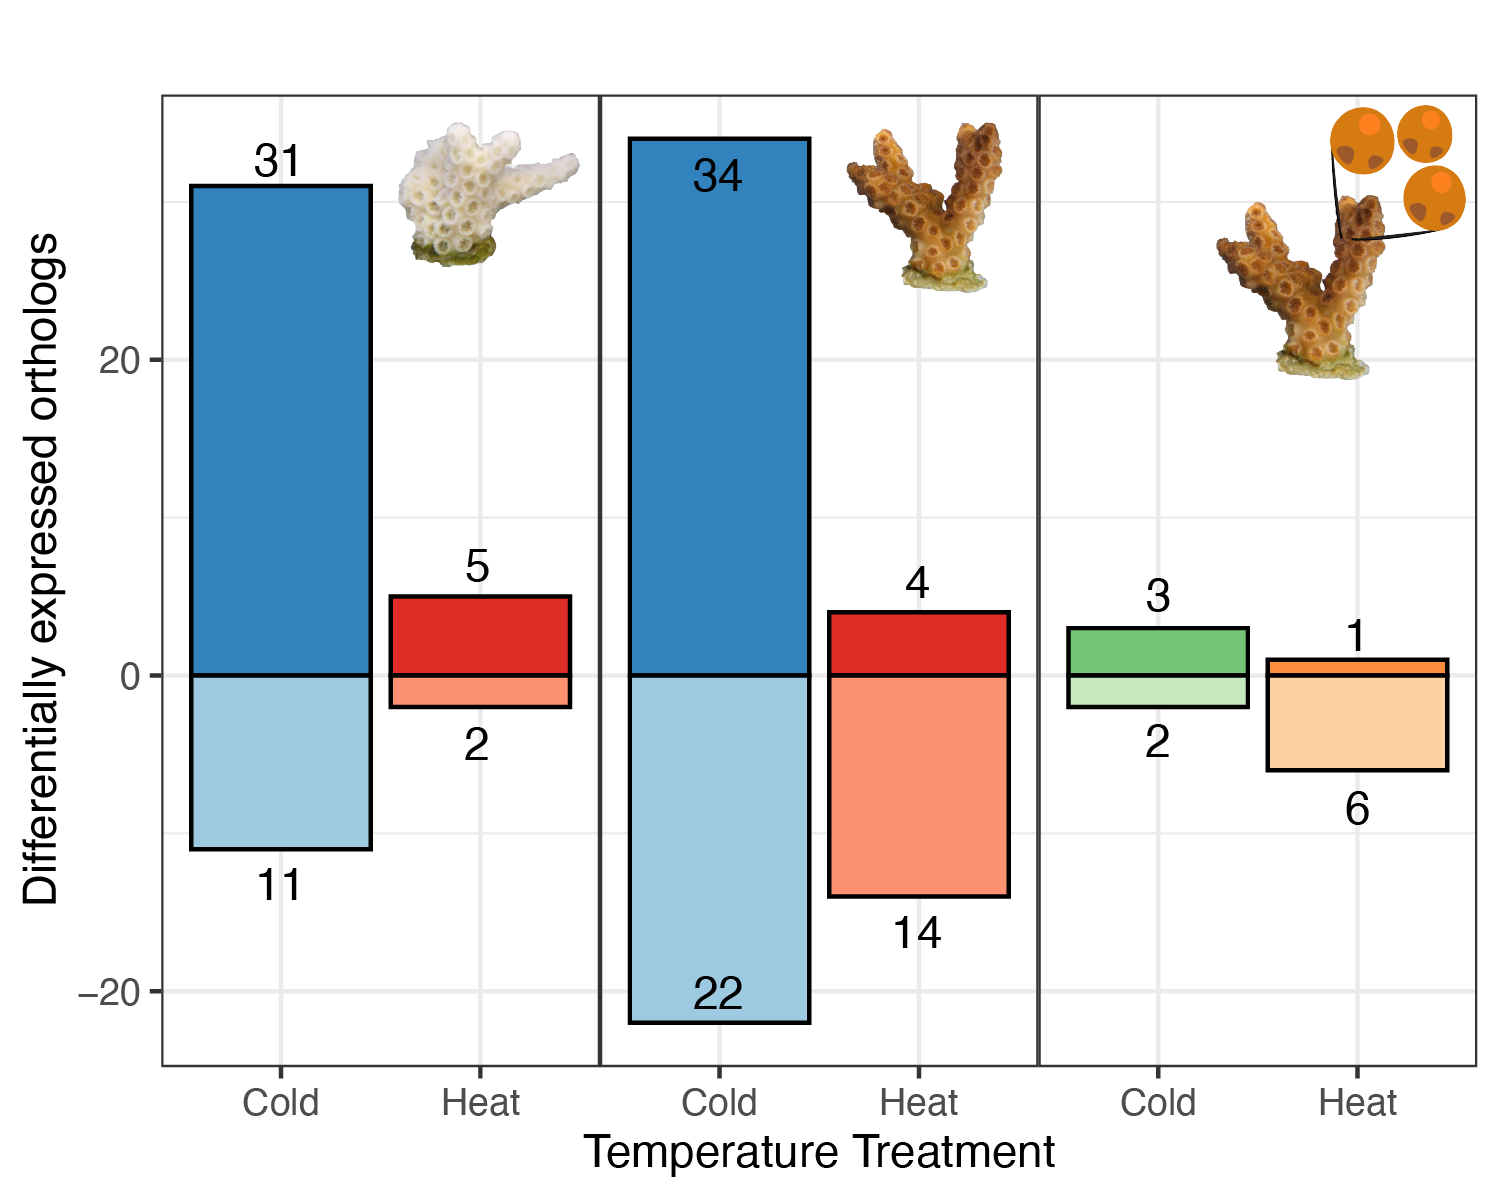 Differentially expressed orthologs
20
0
−20
31
11
5
2
34
22
4
14
3
2
1
6
Cold
Heat
Cold
Heat
Cold
Heat
Temperature Treatment